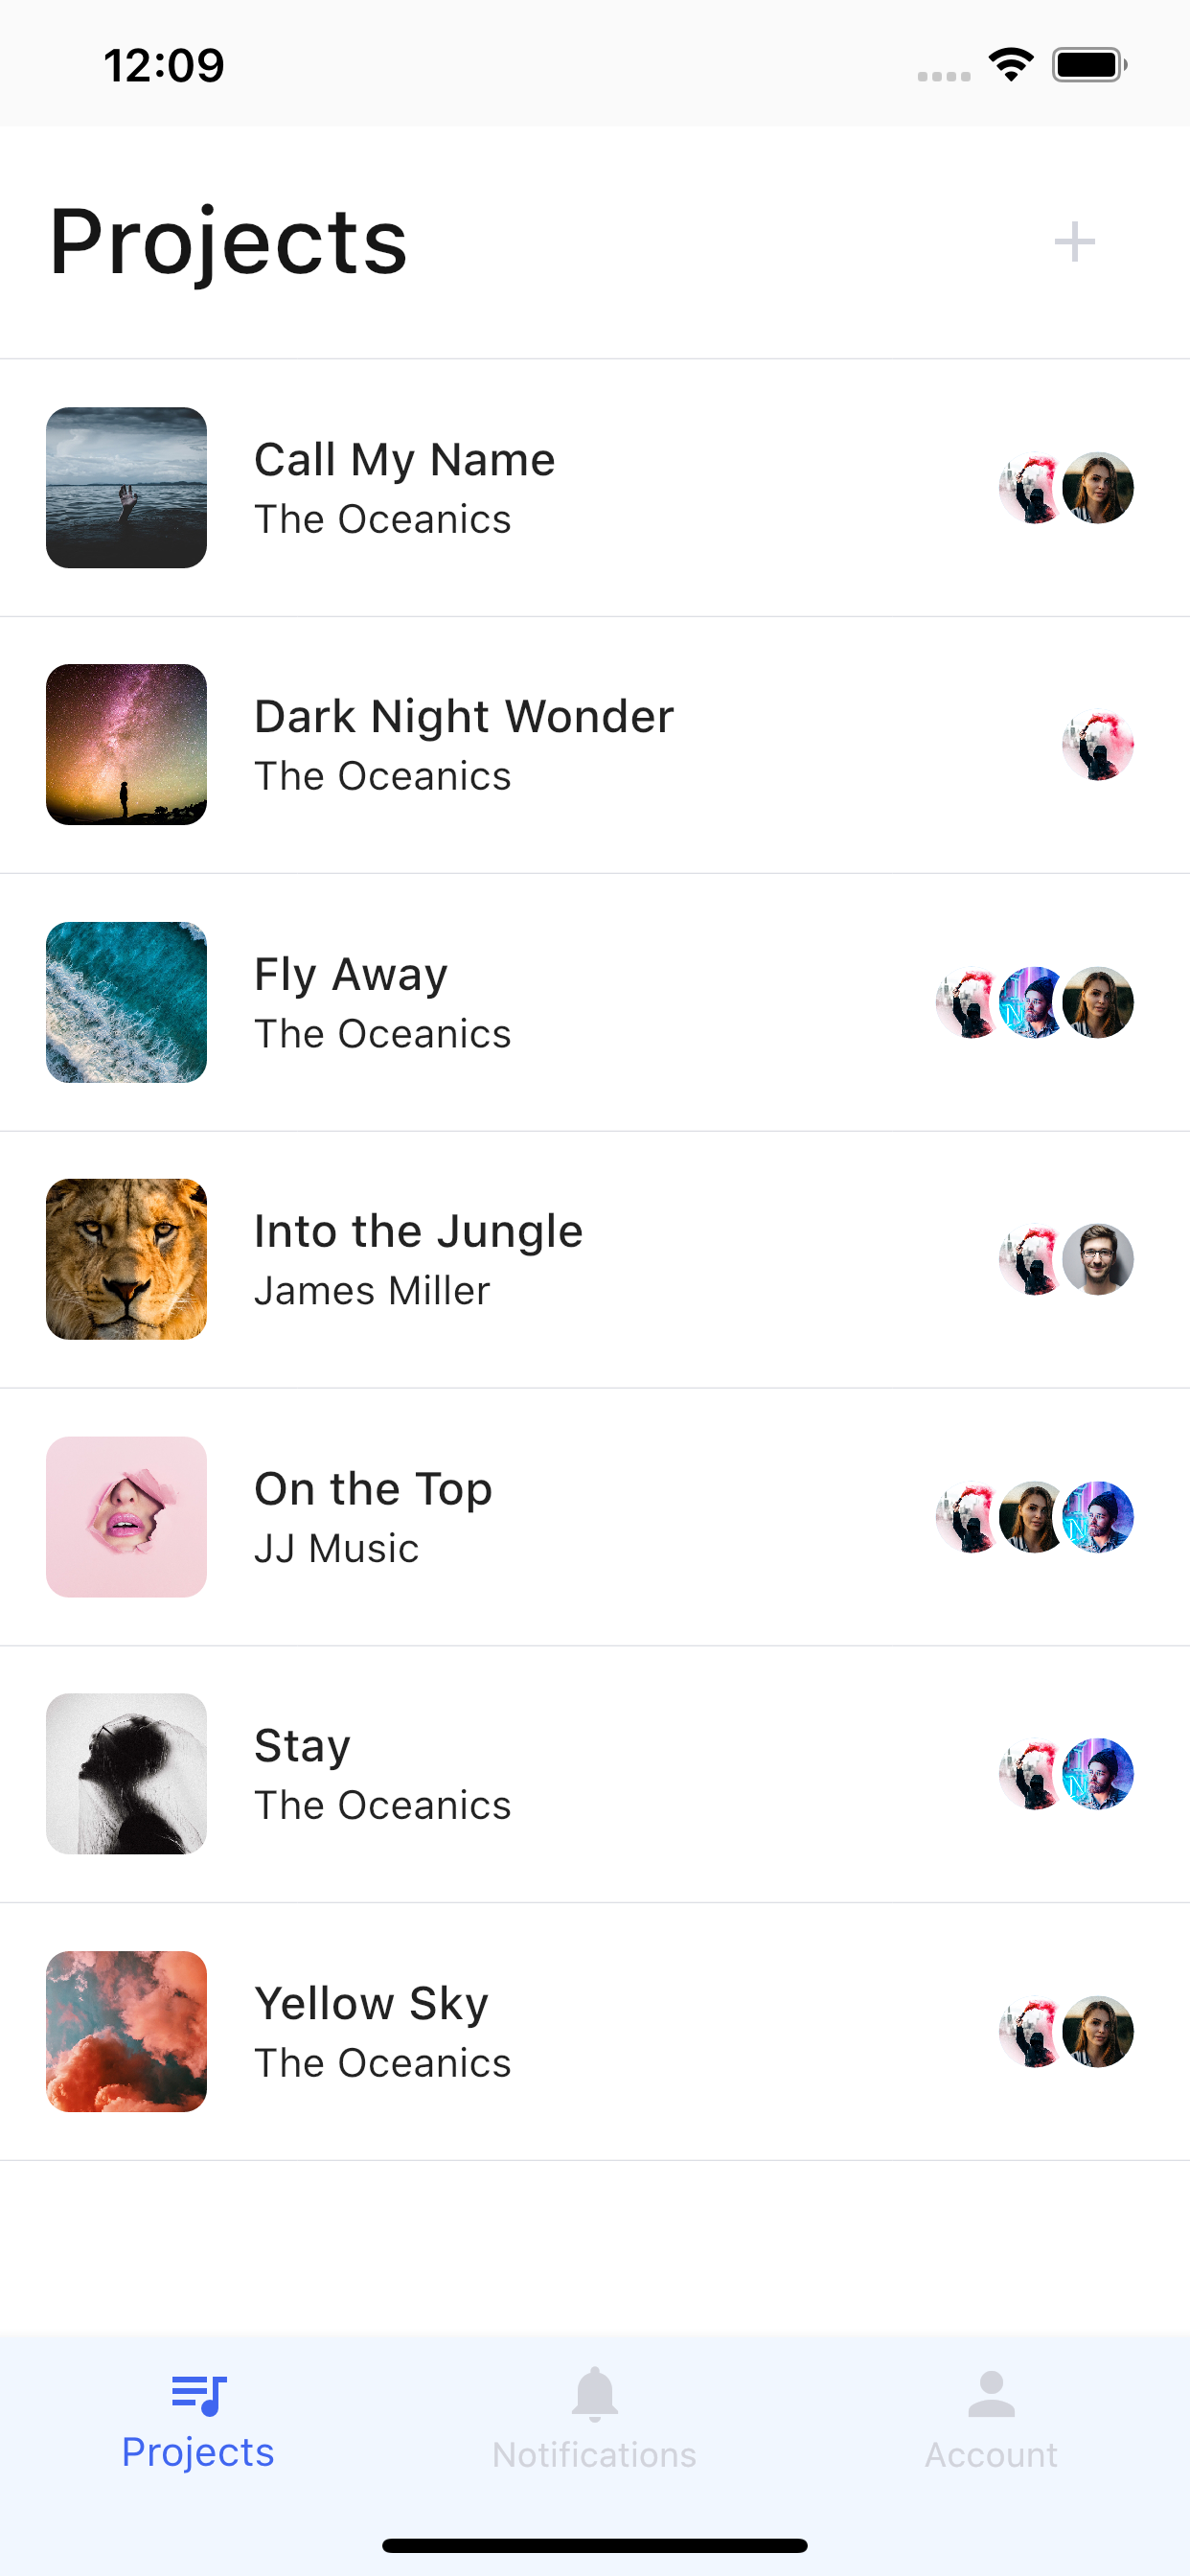 12:09
Projects
Call My Name
The Oceanics
Dark Night Wonder
The Oceanics
Fly Away
The Oceanics
Into the Jungle
James Miller
On the Top
JJ Music
Stay
The Oceanics
Yellow Sky
The Oceanics
Projects
Notifications
Account